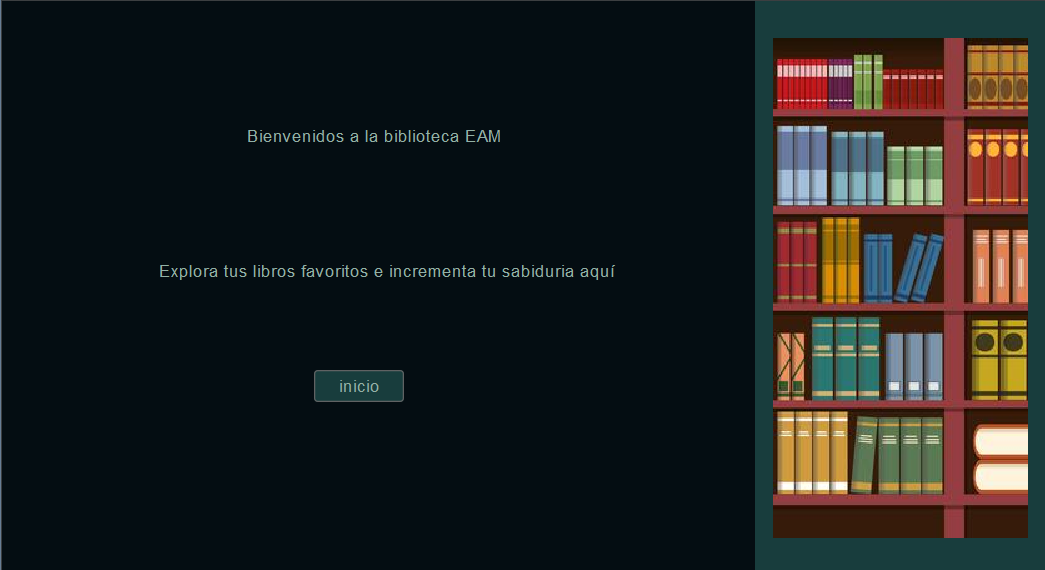 Bienvenidos a la biblioteca EAM
Explora tus libros favoritos e incrementa tu sabiduria aquí
inicio